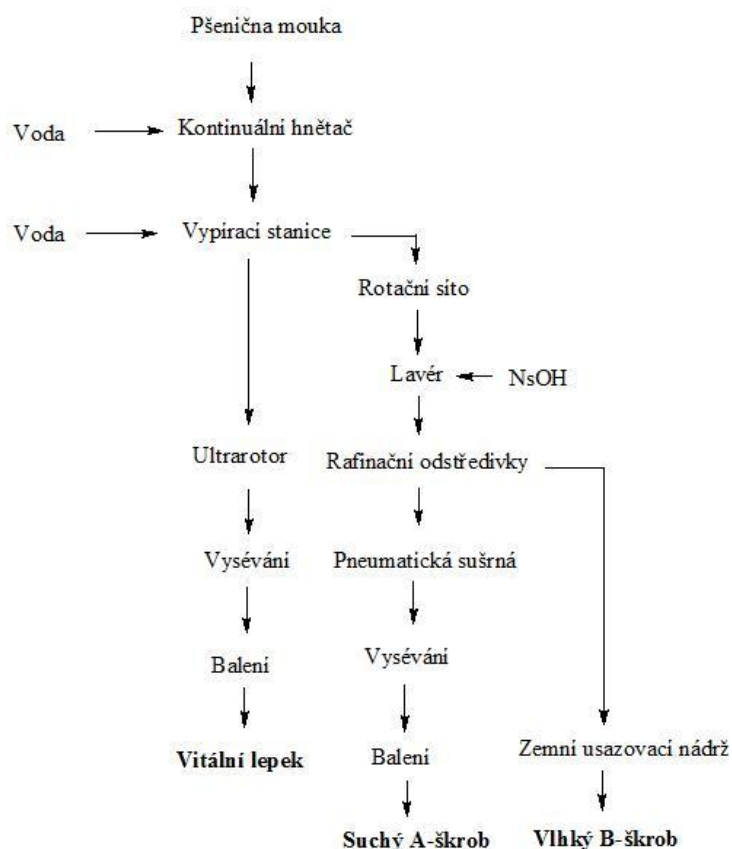 Pšenična mouka
Voda
Kontinuální hnětač
Voda
Vypírací stanice
Rotační síto
Lavér
NsOH
Ultrarotor
Rafinační odstředivky
Vysévání
Pneumatická sušrná
Balení
Vysévání
Vitální lepek
Balení
Zemní usazovací nádrž
Suchý A-škrob
Vlhký B-škrob